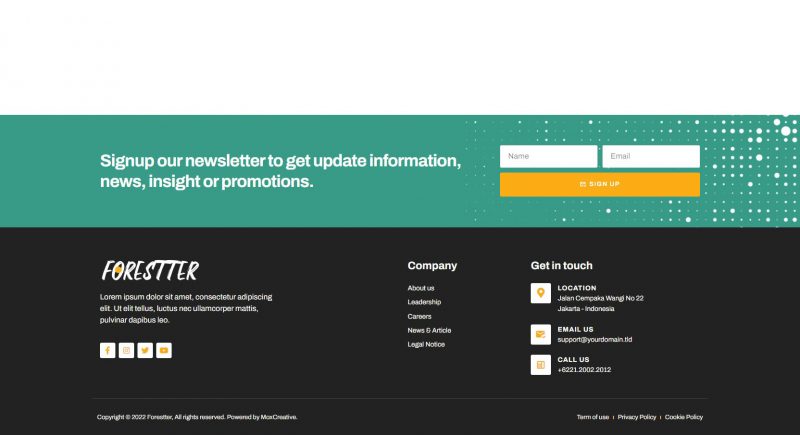 Signup our newsletter to get update information,
news, insight or promotions.
Name
Email
SIGN UP
FORESTTER
Lorem ipsum dolor sit amet, consectetur adipiscing
elit. Ut elit tellus, luctus nec ullamcorper mattis,
pulvinar dapibus leo.
Company
About us
Leadership
Careers
News & Article
Legal Notice
Get in touch
LOCATION
Jalan Cempaka Wangi No 22
Jakarta - Indonesia
EMAIL US
support@yourdomain.tld
CALL US
+6221.2002.2012
Copyright © 2022 Forestter, All rights reserved. Powered by MoxCreative.
Term of use
Privacy Policy
Cookie Policy